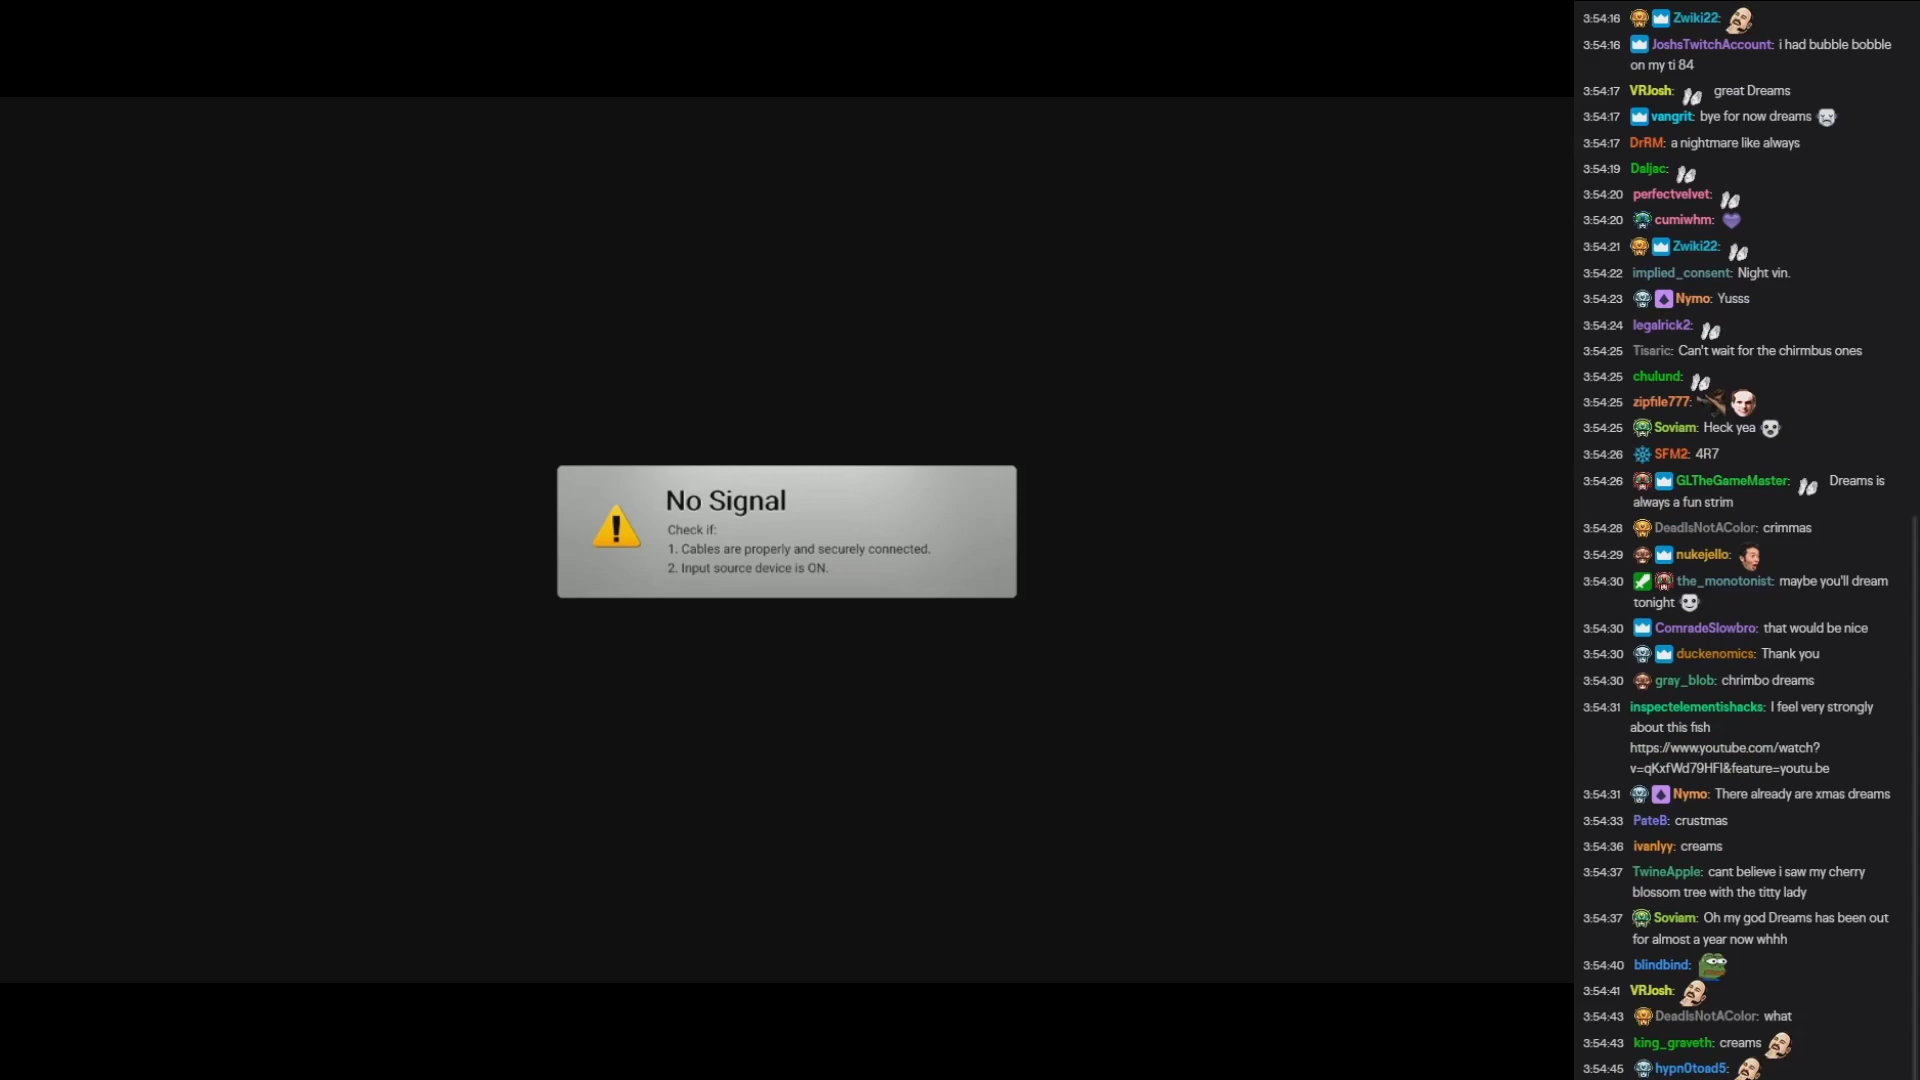 No Signal
Check if:
1. Cables are properly and securely connected.
2. Input source device is ON.
3:54:16 Zwiki22:
3:54:16 JoshsTwitchAccount: i had bubble bobble
on my ti 84
3:54:17 VRJosh: great Dreams
3:54:17 vangrit: bye for now dreams
3:54:17 DrRM: a nightmare like always
3:54:19 Daljac:
3:54:20 perfectvelvet:
3:54:20 cumiwhm:
3:54:21 Zwiki22:
3:54:22 implied_consent: Night vin.
3:54:23 Nymo: Yusss
3:54:24 legalrick2:
3:54:25 Tisaric: Can't wait for the chirmbus ones
3:54:25 chulund:
3:54:25 zipfile777:
3:54:25 Soviam: Heck yea
3:54:26 SFM2: 4R7
3:54:26 GLTheGameMaster: Dreams is
always a fun strim
3:54:28 DeadIsNotAColor: crimmas
3:54:29 nukejello:
3:54:30 the_monotonist: maybe you'll dream
tonight
3:54:30 ComradeSlowbro: that would be nice
3:54:30 duckenomics: Thank you
3:54:30 gray_blob: chrimbo dreams
3:54:31 inspectelementishacks: I feel very strongly
about this fish
https://www.youtube.com/watch?
v=qKxfWd79HFI&feature=youtu.be
3:54:31 Nymo: There already are xmas dreams
3:54:33 PateB: crustmas
3:54:36 ivanlyy: creams
3:54:37 TwineApple: cant believe i saw my cherry
blossom tree with the titty lady
3:54:37 Soviam: Oh my god Dreams has been out
for almost a year now whhh
3:54:40 blindbind:
3:54:41 VRJosh:
3:54:43 DeadIsNotAColor: what
3:54:43 king_graveth: creams
3:54:45 hypn0toad5: